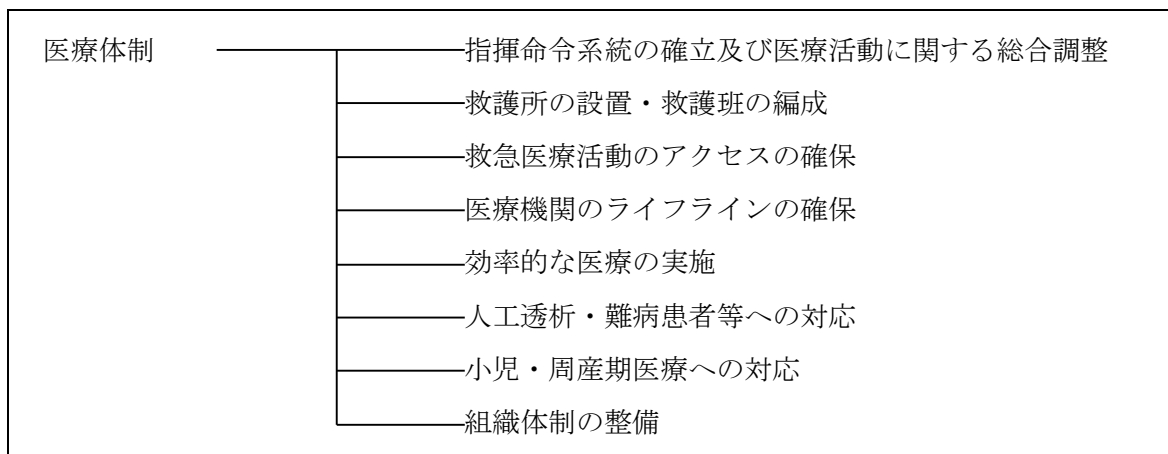 医療体制
指揮命令系統の確立及び医療活動に関する総合調整
救護所の設置・救護班の編成
救急医療活動のアクセスの確保
医療機関のライフラインの確保
効率的な医療の実施
人工透析・難病患者等への対応
小児・周産期医療への対応
組織体制の整備